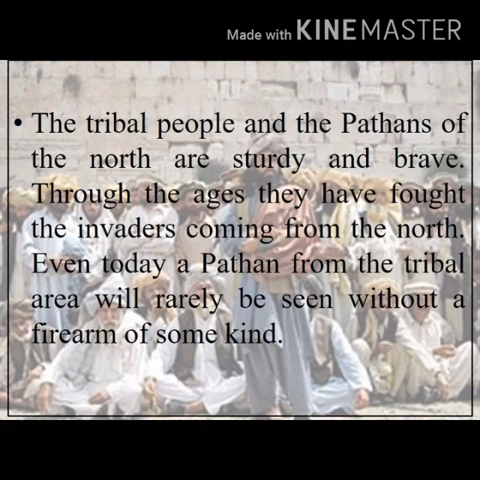 Made with KINEMASTER
• The tribal people and the Pathans of
the north are sturdy and brave.
Through the ages they have fought
the invaders coming from the north.
Even today a Pathan from the tribal
area will rarely be seen without a
firearm of some kind.